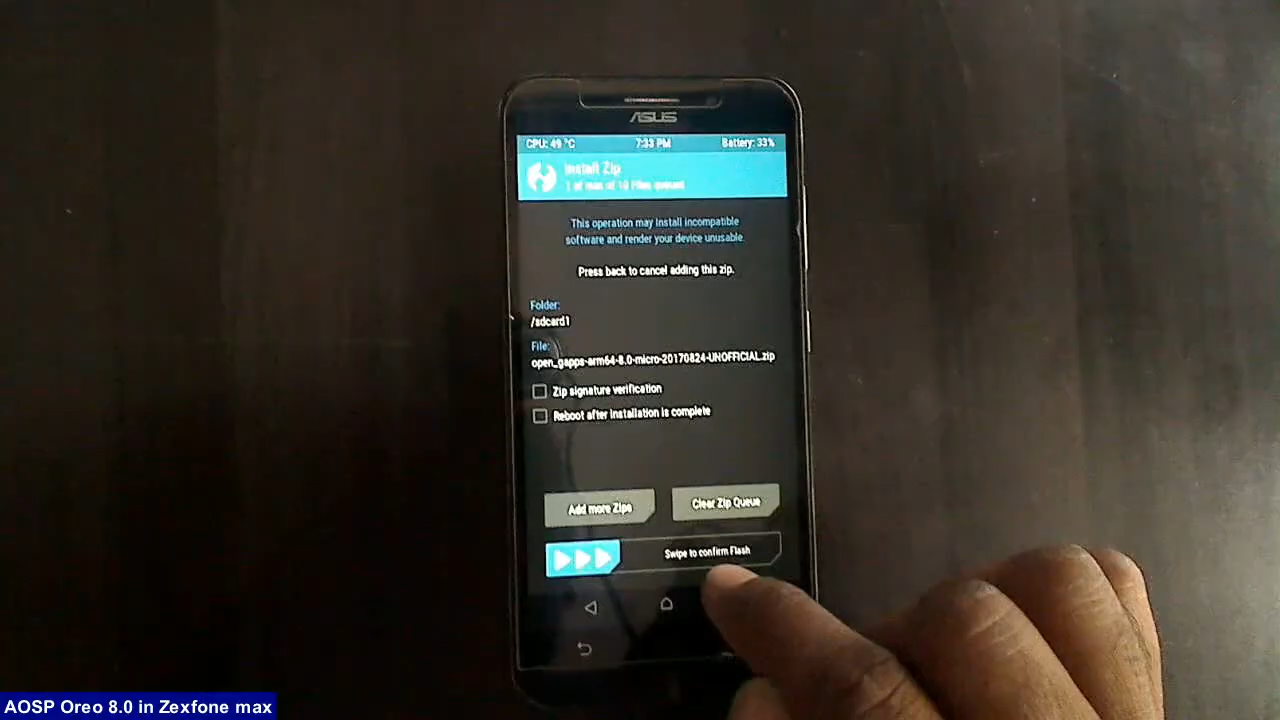 ASUS
CPU: 49 °C 7:33 PM Battery: 33%
Install Zip
1 of max of 10 Files queued
This operation may install incompatible
software and render your device unusable.
Press back to cancel adding this zip.
Folder:
/sdcard1
File:
open_gapps-arm64-8.0-micro-20170824-UNOFFICIAL.zip
Zip signature verification
Reboot after installation is complete
Add more Zips Clear Zip Queue
Swipe to confirm Flash
AOSP Oreo 8.0 in Zexfone max